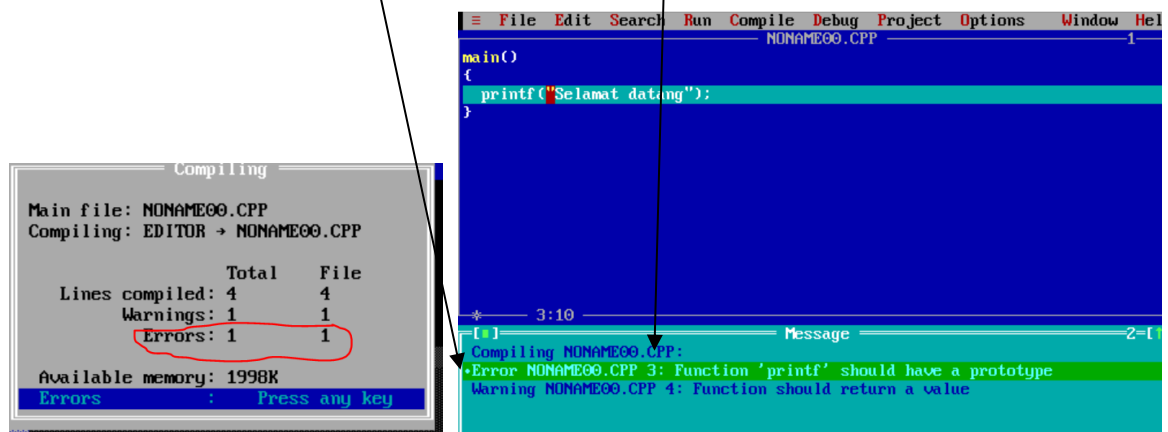 ≡ File Edit Search Run Compile Debug Project Options Window Hel
NONAME00.CPP 1
main()
{
printf("Selamat datang");
}
3:10
Compiling
Main file: NONAME00.CPP
Compiling: EDITOR → NONAME00.CPP
Total File
Lines compiled: 4 4
Warnings: 1 1
Errors: 1 1
Available memory: 1998K
Errors : Press any key
Message 2
Compiling NONAME00.CPP:
•Error NONAME00.CPP 3: Function 'printf' should have a prototype
Warning NONAME00.CPP 4: Function should return a value